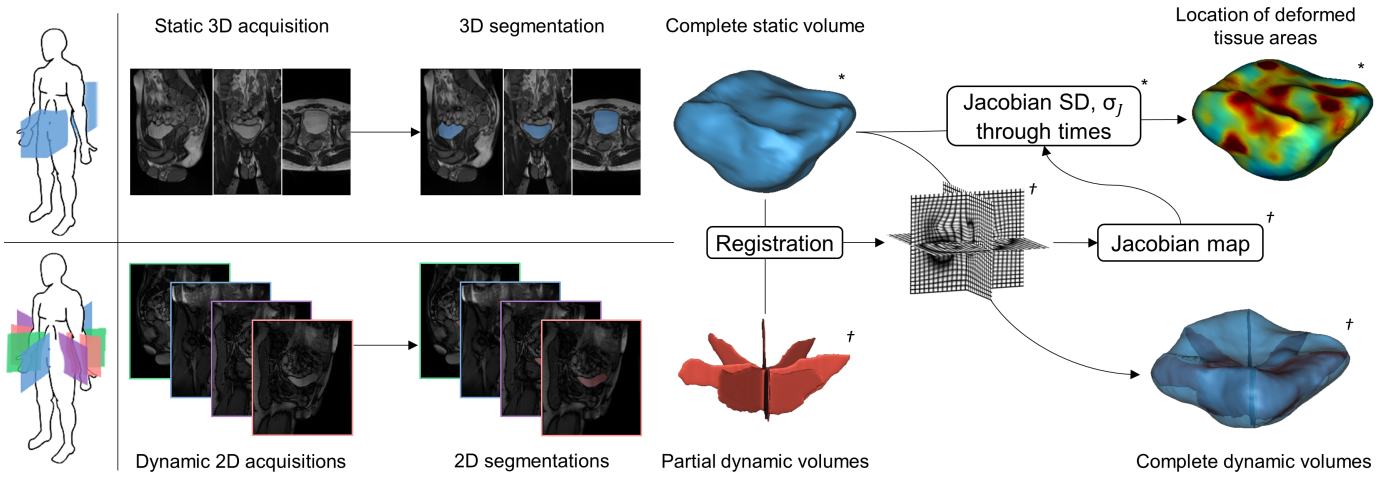 Static 3D acquisition
3D segmentation
Complete static volume
Location of deformed
tissue areas
*
*
*
Jacobian SD, σJ
through times
†
†
Registration
Jacobian map
†
†
Dynamic 2D acquisitions
2D segmentations
Partial dynamic volumes
Complete dynamic volumes